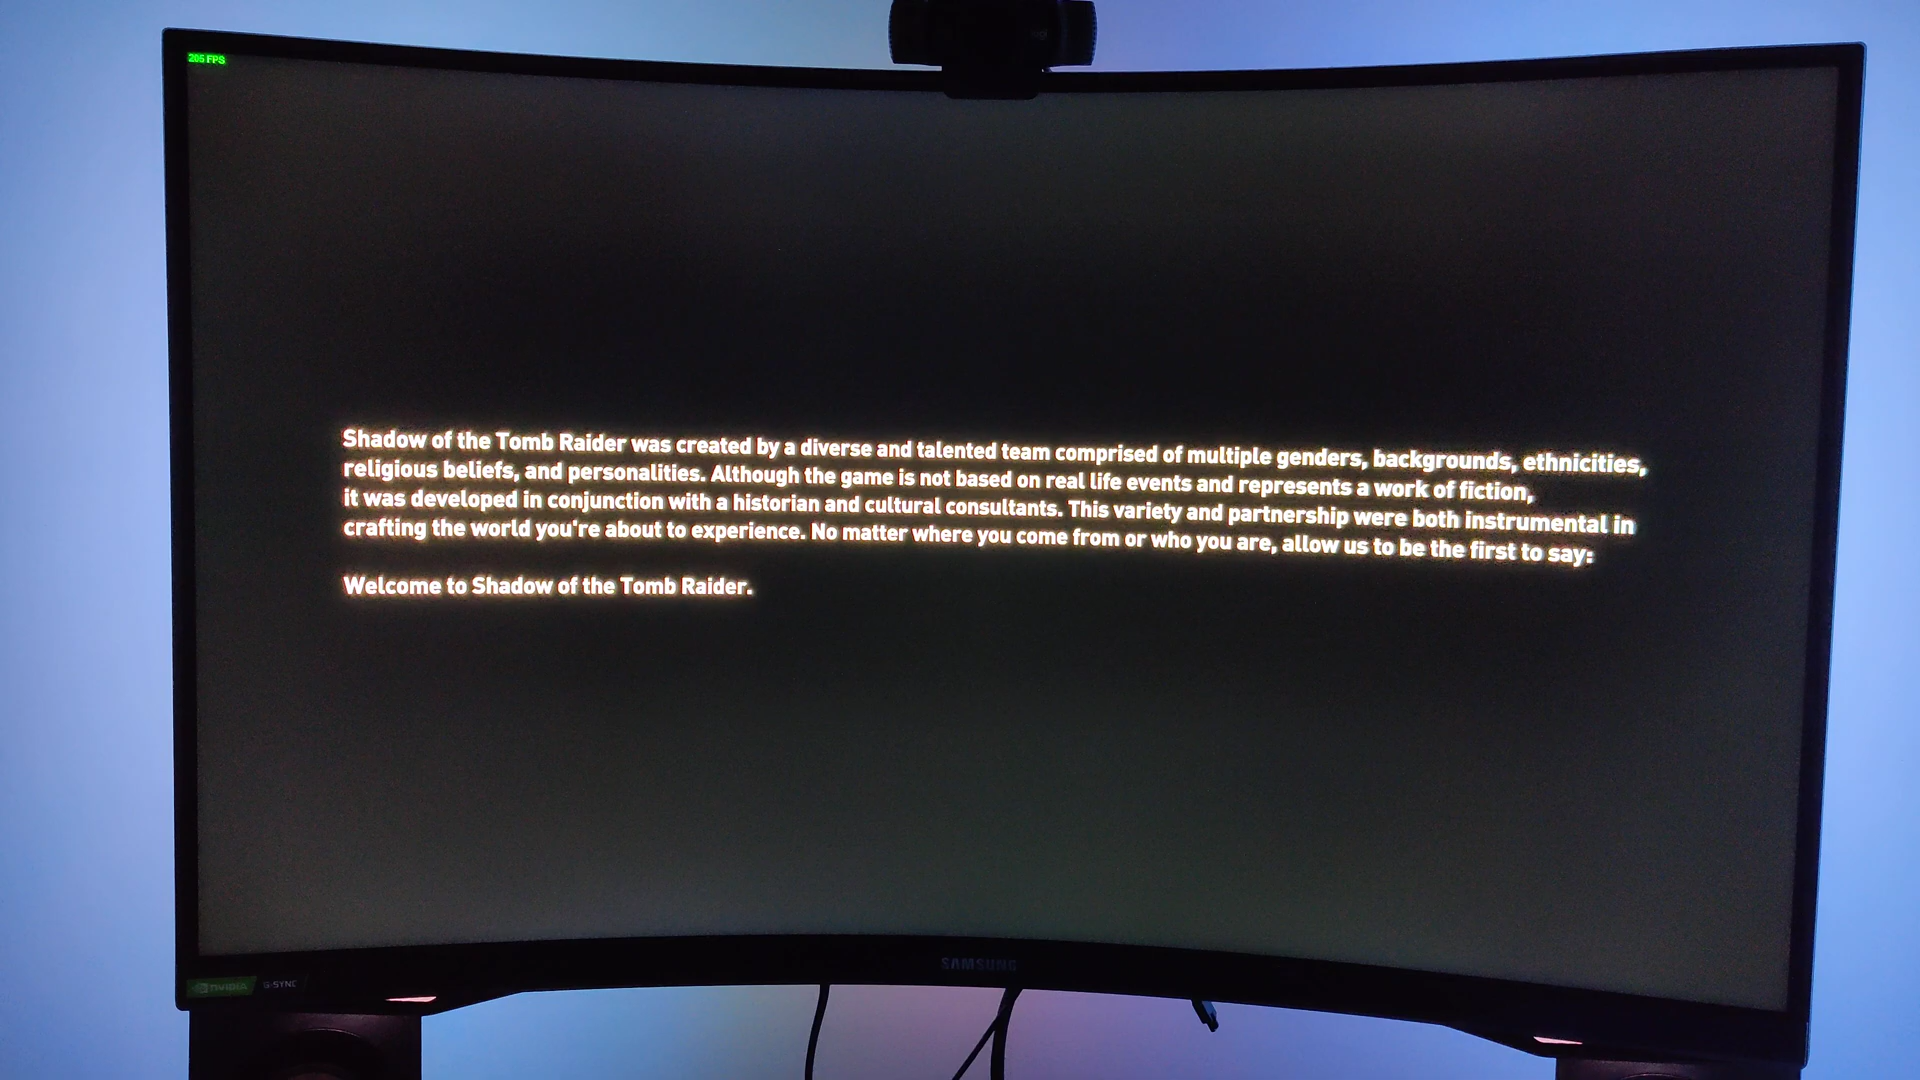 205 FPS
Shadow of the Tomb Raider was created by a diverse and talented team comprised of multiple genders, backgrounds, ethnicities,
religious beliefs, and personalities. Although the game is not based on real life events and represents a work of fiction,
it was developed in conjunction with a historian and cultural consultants. This variety and partnership were both instrumental in
crafting the world you're about to experience. No matter where you come from or who you are, allow us to be the first to say:
Welcome to Shadow of the Tomb Raider.
SAMSUNG
NVIDIA G-SYNC